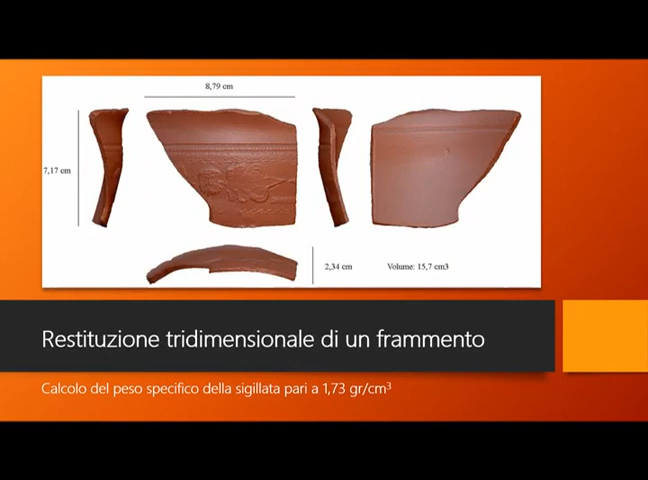 8,79 cm
7,17 cm
2,34 cm
Volume: 15,7 cm3
Restituzione tridimensionale di un frammento
Calcolo del peso specifico della sigillata pari a 1,73 gr/cm³